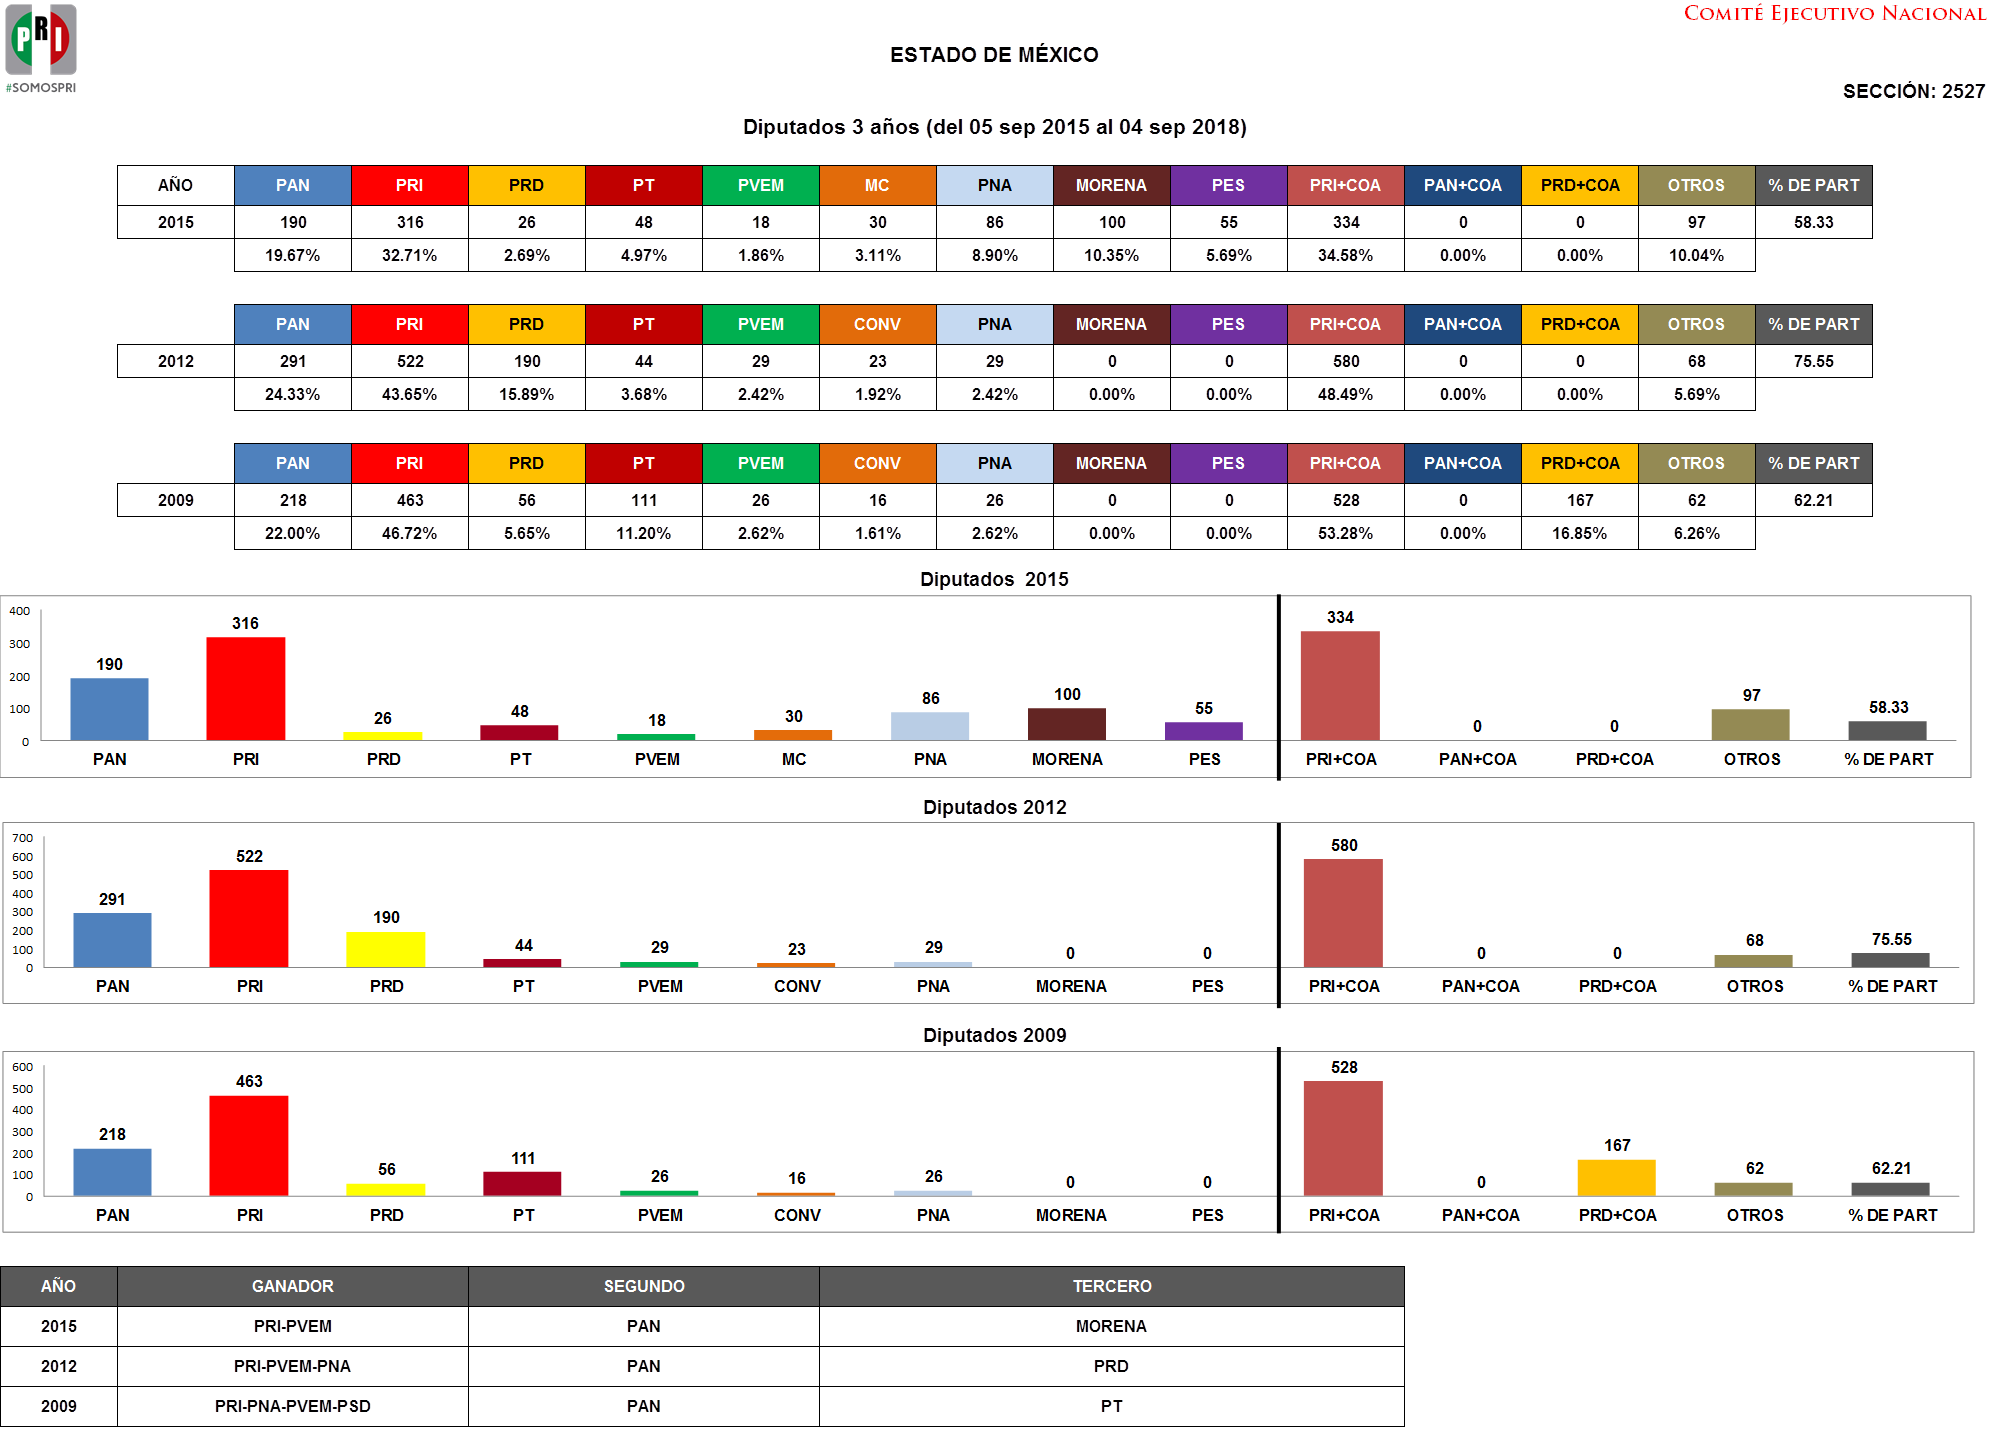 PRI
#SOMOSPRI
COMITÉ EJECUTIVO NACIONAL
ESTADO DE MÉXICO
SECCIÓN: 2527
Diputados 3 años (del 05 sep 2015 al 04 sep 2018)
AÑO PAN PRI PRD PT PVEM MC PNA MORENA PES PRI+COA PAN+COA PRD+COA OTROS % DE PART
2015 190 316 26 48 18 30 86 100 55 334 0 0 97 58.33
19.67% 32.71% 2.69% 4.97% 1.86% 3.11% 8.90% 10.35% 5.69% 34.58% 0.00% 0.00% 10.04%
PAN PRI PRD PT PVEM CONV PNA MORENA PES PRI+COA PAN+COA PRD+COA OTROS % DE PART
2012 291 522 190 44 29 23 29 0 0 580 0 0 68 75.55
24.33% 43.65% 15.89% 3.68% 2.42% 1.92% 2.42% 0.00% 0.00% 48.49% 0.00% 0.00% 5.69%
PAN PRI PRD PT PVEM CONV PNA MORENA PES PRI+COA PAN+COA PRD+COA OTROS % DE PART
2009 218 463 56 111 26 16 26 0 0 528 0 167 62 62.21
22.00% 46.72% 5.65% 11.20% 2.62% 1.61% 2.62% 0.00% 0.00% 53.28% 0.00% 16.85% 6.26%
Diputados 2015
400
300
200
100
0
190 316 26 48 18 30 86 100 55 334 0 0 97 58.33
PAN PRI PRD PT PVEM MC PNA MORENA PES PRI+COA PAN+COA PRD+COA OTROS % DE PART
Diputados 2012
700
600
500
400
300
200
100
0
291 522 190 44 29 23 29 0 0 580 0 0 68 75.55
PAN PRI PRD PT PVEM CONV PNA MORENA PES PRI+COA PAN+COA PRD+COA OTROS % DE PART
Diputados 2009
600
500
400
300
200
100
0
218 463 56 111 26 16 26 0 0 528 0 167 62 62.21
PAN PRI PRD PT PVEM CONV PNA MORENA PES PRI+COA PAN+COA PRD+COA OTROS % DE PART
AÑO GANADOR SEGUNDO TERCERO
2015 PRI-PVEM PAN MORENA
2012 PRI-PVEM-PNA PAN PRD
2009 PRI-PNA-PVEM-PSD PAN PT